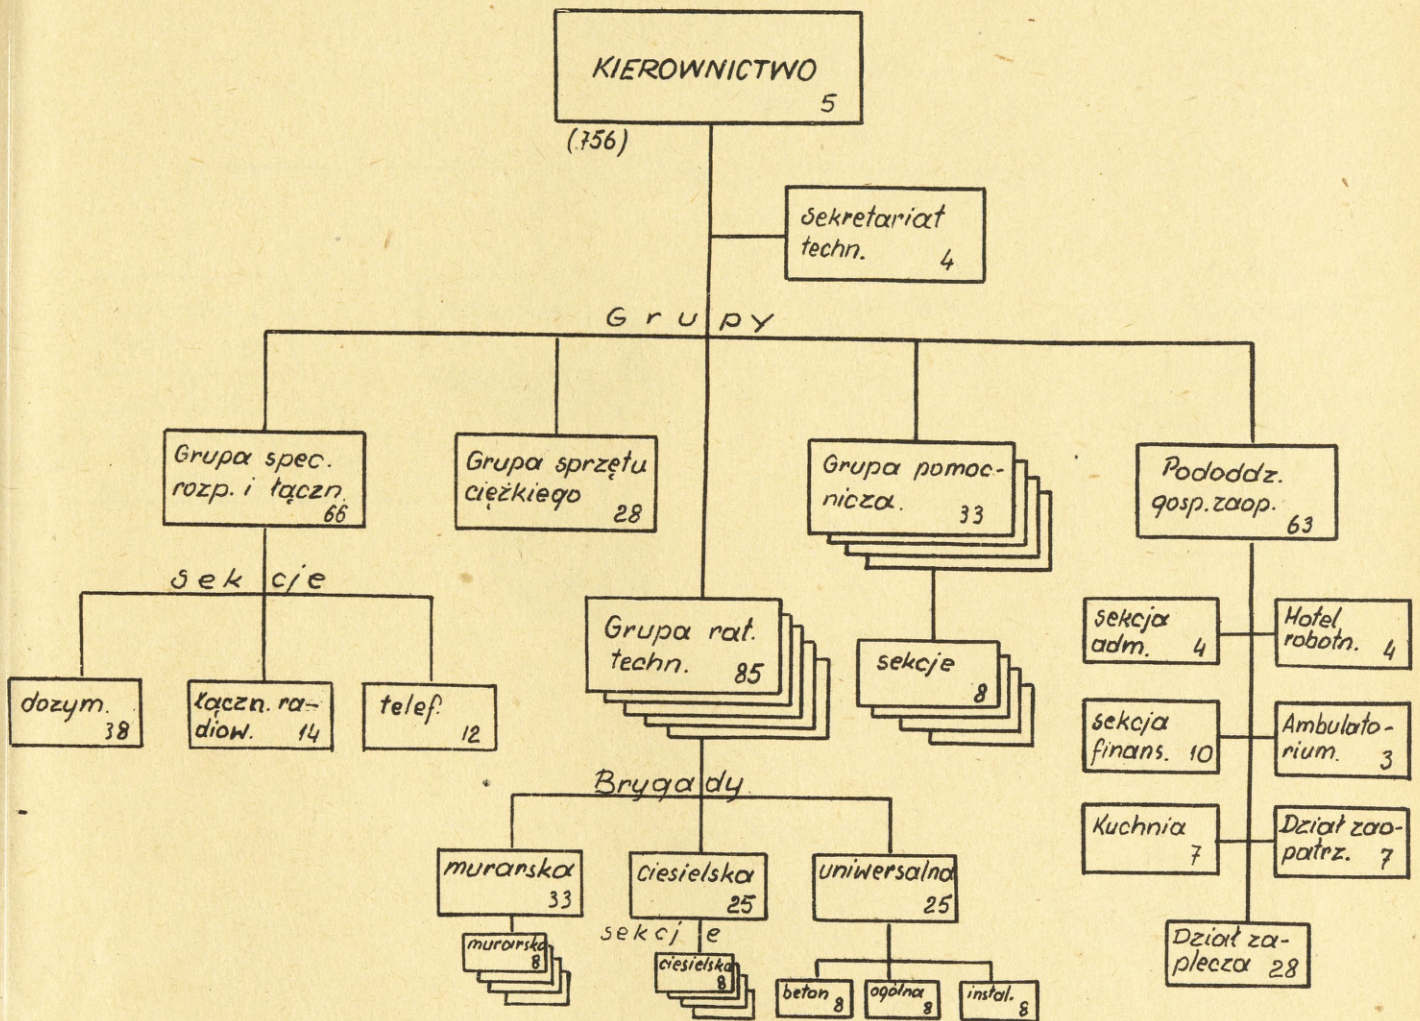 KIEROWNICTWO
5
(756)
Sekretariat
techn. 4
Grupy
Grupa spec.
rozp. i łączn.
66
Grupa sprzętu
ciężkiego 28
Grupa pomoc-
nicza. 33
Pododdz.
gosp. zaop.
63
sekcje
dozym.
38
łączn. ra-
diow. 14
telef.
12
Grupa rat.
techn. 85
sekcje
8
sekcja
adm. 4
Hotel
robotn. 4
sekcja
finans. 10
Ambulato-
rium. 3
Kuchnia
7
Dział zao-
patrz. 7
Dział za-
plecza 28
Brygady
murarska
33
ciesielska
25
uniwersalna
25
sekcje
murarska
8
ciesielska
8
beton
8
ogólna
8
instal.
8